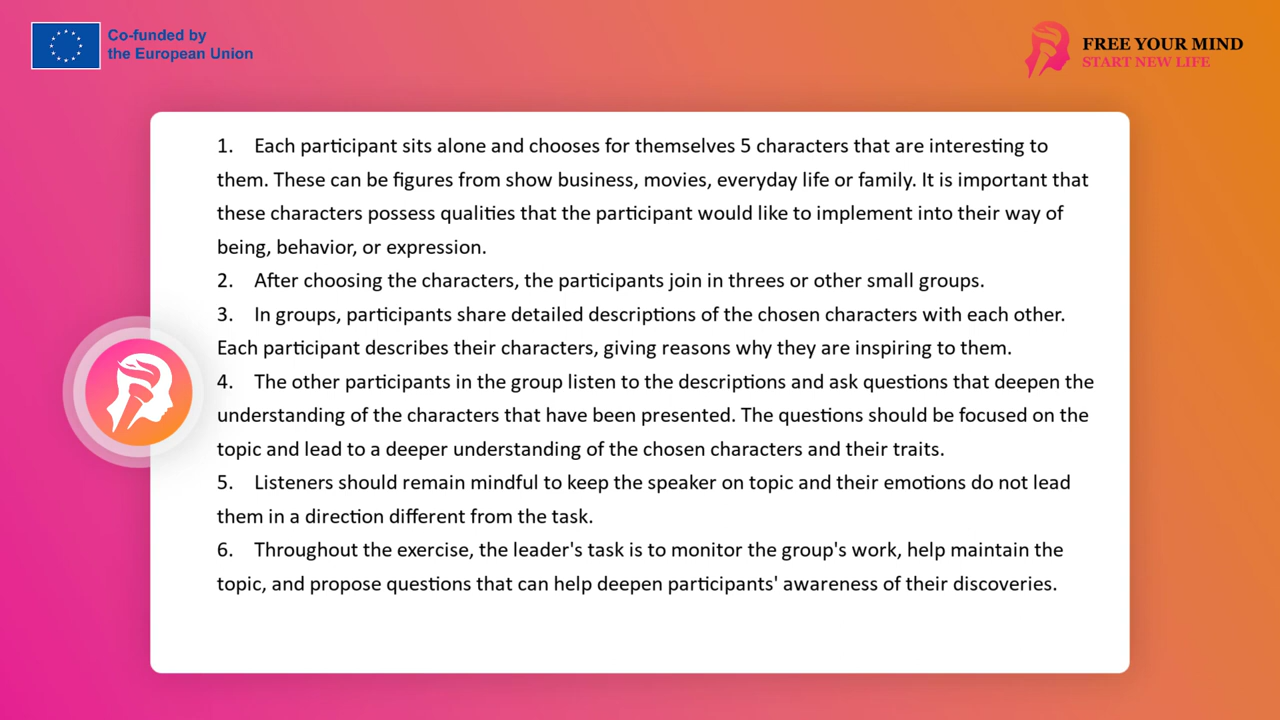 Co-funded by
the European Union
FREE YOUR MIND
START NEW LIFE
1. Each participant sits alone and chooses for themselves 5 characters that are interesting to
them. These can be figures from show business, movies, everyday life or family. It is important that
these characters possess qualities that the participant would like to implement into their way of
being, behavior, or expression.
2. After choosing the characters, the participants join in threes or other small groups.
3. In groups, participants share detailed descriptions of the chosen characters with each other.
Each participant describes their characters, giving reasons why they are inspiring to them.
4. The other participants in the group listen to the descriptions and ask questions that deepen the
understanding of the characters that have been presented. The questions should be focused on the
topic and lead to a deeper understanding of the chosen characters and their traits.
5. Listeners should remain mindful to keep the speaker on topic and their emotions do not lead
them in a direction different from the task.
6. Throughout the exercise, the leader's task is to monitor the group's work, help maintain the
topic, and propose questions that can help deepen participants' awareness of their discoveries.